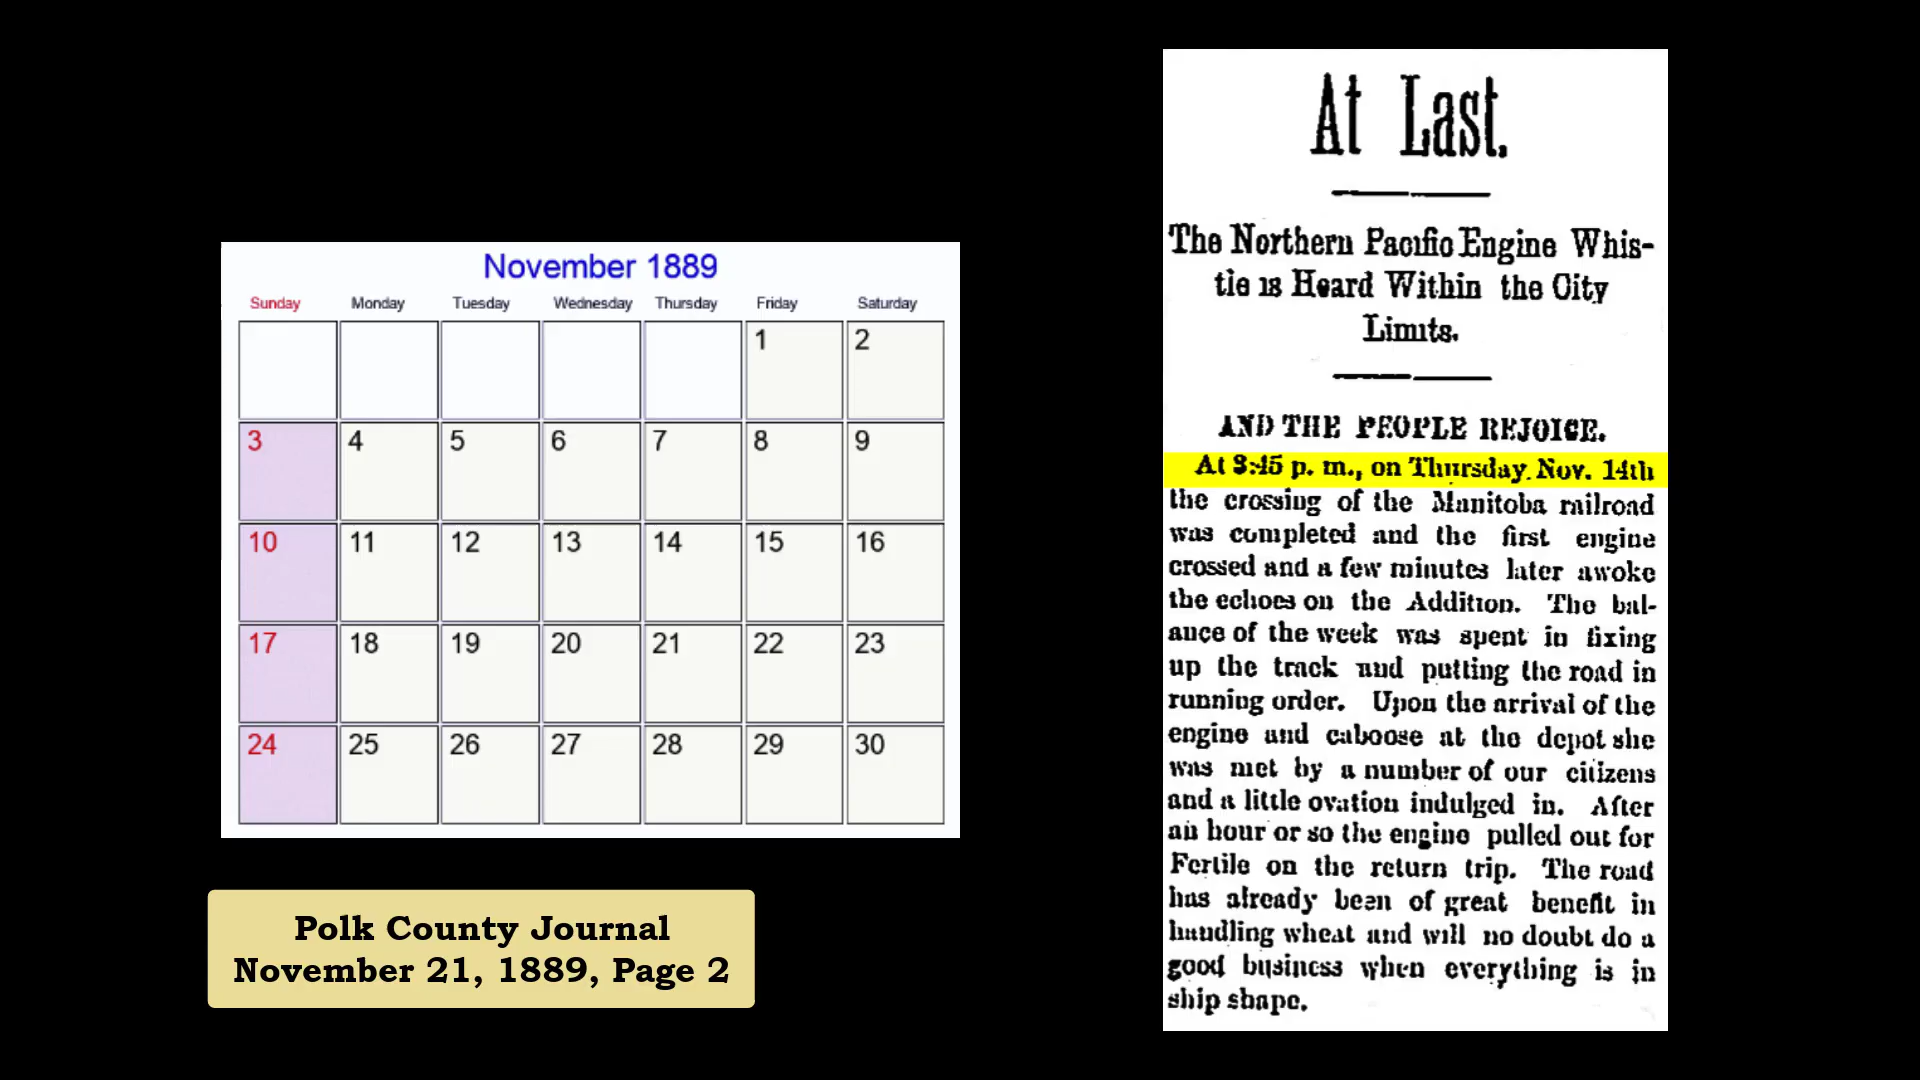 November 1889
Sunday Monday Tuesday Wednesday Thursday Friday Saturday
1 2
3 4 5 6 7 8 9
10 11 12 13 14 15 16
17 18 19 20 21 22 23
24 25 26 27 28 29 30
Polk County Journal
November 21, 1889, Page 2
At Last.
The Northern Pacific Engine Whis-
tle is Heard Within the City
Limits.
AND THE PEOPLE REJOICE.
At 3:45 p. m., on Thursday, Nov. 14th
the crossing of the Manitoba railroad
was completed and the first engine
crossed and a few minutes later awoke
the echoes on the Addition. The bal-
ance of the week was spent in fixing
up the track and putting the road in
running order. Upon the arrival of the
engine and caboose at the depot she
was met by a number of our citizens
and a little ovation indulged in. After
an hour or so the engine pulled out for
Fertile on the return trip. The road
has already been of great benefit in
handling wheat and will no doubt do a
good business when everything is in
ship shape.